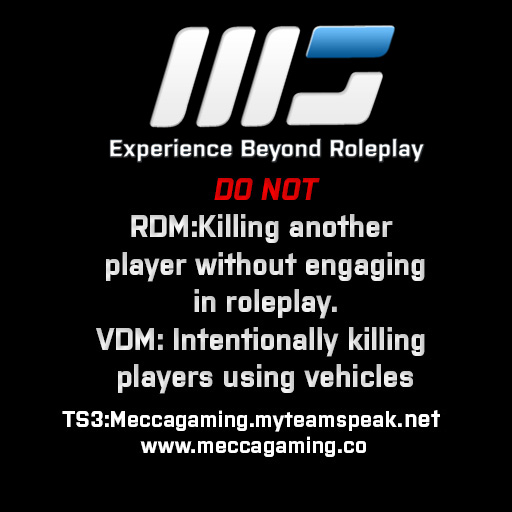 MG
Experience Beyond Roleplay
DO NOT
RDM:Killing another
player without engaging
in roleplay.
VDM: Intentionally killing
players using vehicles
TS3:Meccagaming.myteamspeak.net
www.meccagaming.co